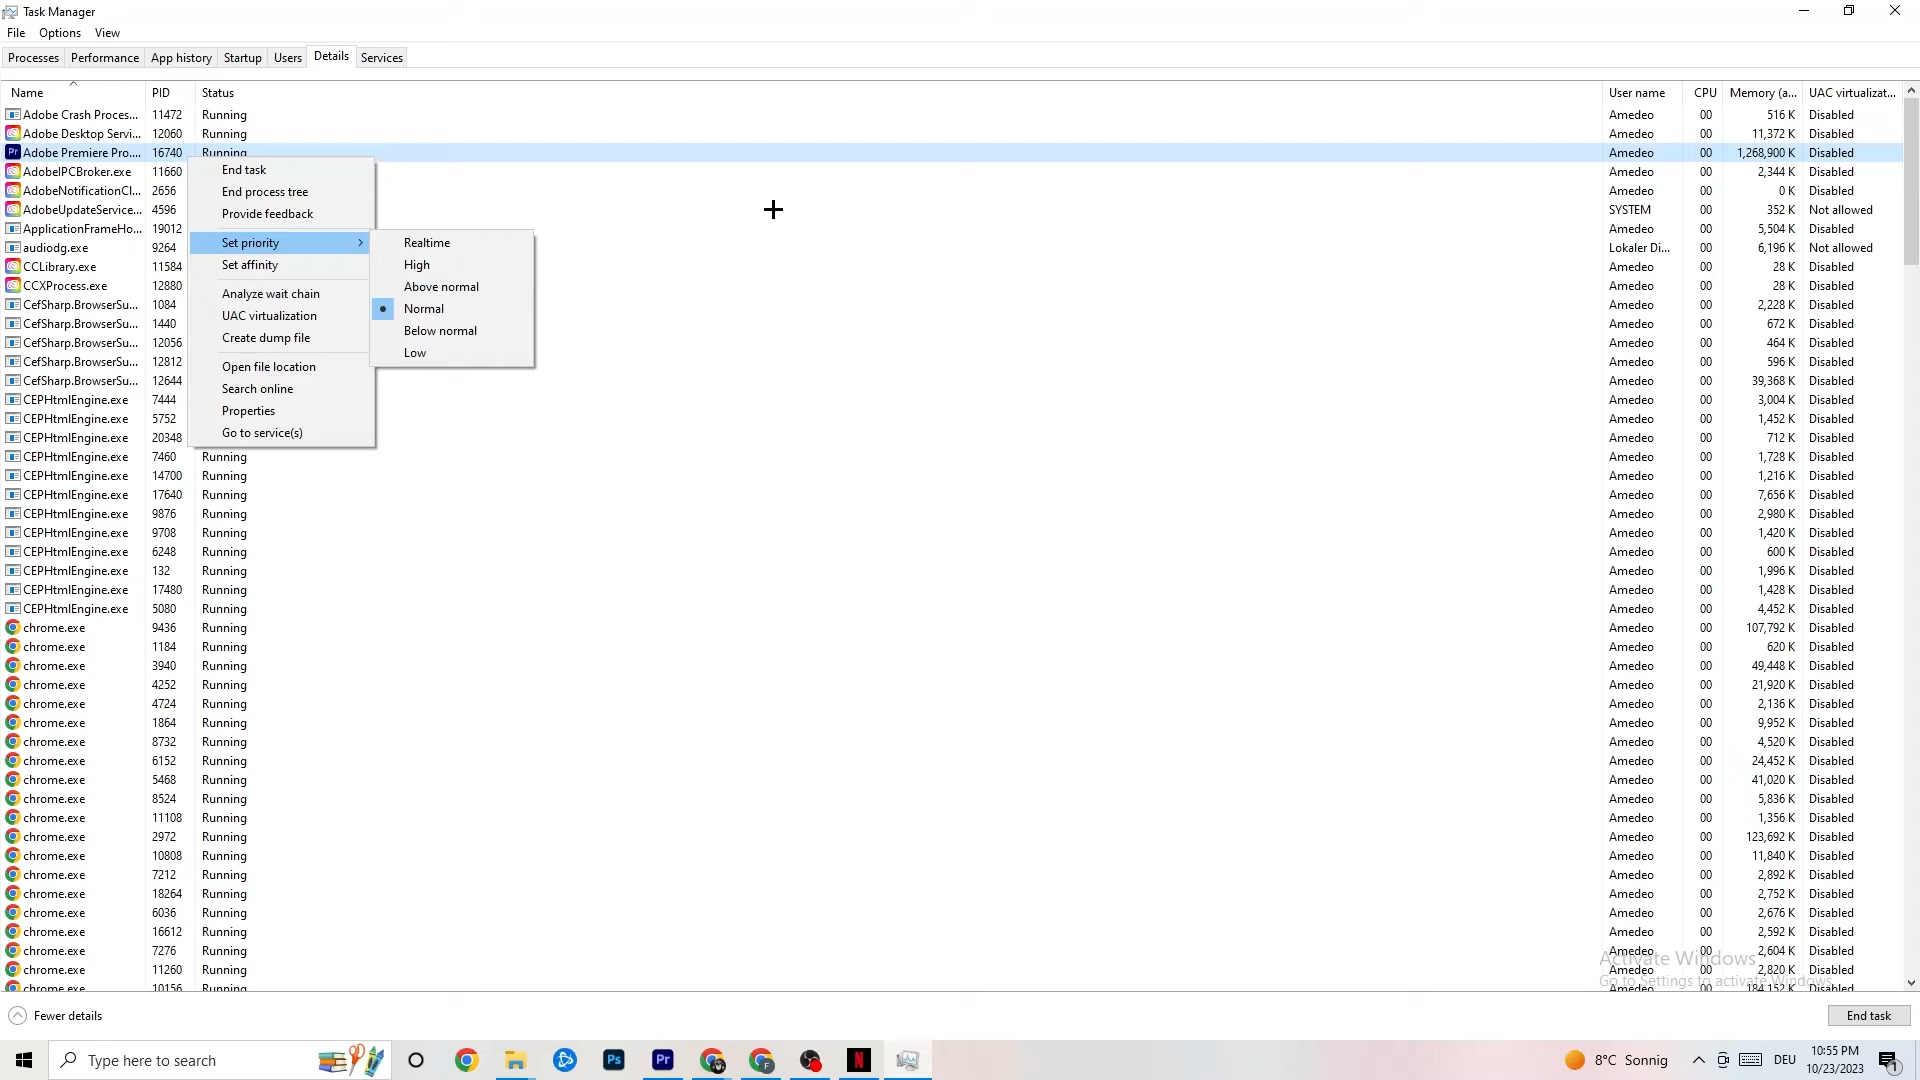 Task Manager
File Options View
Processes Performance App history Startup Users Details Services
Name PID Status User name CPU Memory (a... UAC virtualizat...
Adobe Crash Proces... 11472 Running Amedeo 00 516 K Disabled
Adobe Desktop Servi... 12060 Running Amedeo 00 11,372 K Disabled
Adobe Premiere Pro.... 16740 Running Amedeo 00 1,268,900 K Disabled
AdobeIPCBroker.exe 11660 Amedeo 00 2,344 K Disabled
AdobeNotificationCl... 2656 Amedeo 00 0 K Disabled
AdobeUpdateService... 4596 SYSTEM 00 352 K Not allowed
ApplicationFrameHo... 19012 Amedeo 00 5,504 K Disabled
audiodg.exe 9264 Lokaler Di... 00 6,196 K Not allowed
CCLibrary.exe 11584 Amedeo 00 28 K Disabled
CCXProcess.exe 12880 Amedeo 00 28 K Disabled
CefSharp.BrowserSu... 1084 Amedeo 00 2,228 K Disabled
CefSharp.BrowserSu... 1440 Amedeo 00 672 K Disabled
CefSharp.BrowserSu... 12056 Amedeo 00 464 K Disabled
CefSharp.BrowserSu... 12812 Amedeo 00 596 K Disabled
CefSharp.BrowserSu... 12644 Amedeo 00 39,368 K Disabled
CEPHtmlEngine.exe 7444 Amedeo 00 3,004 K Disabled
CEPHtmlEngine.exe 5752 Amedeo 00 1,452 K Disabled
CEPHtmlEngine.exe 20348 Amedeo 00 712 K Disabled
CEPHtmlEngine.exe 7460 Running Amedeo 00 1,728 K Disabled
CEPHtmlEngine.exe 14700 Running Amedeo 00 1,216 K Disabled
CEPHtmlEngine.exe 17640 Running Amedeo 00 7,656 K Disabled
CEPHtmlEngine.exe 9876 Running Amedeo 00 2,980 K Disabled
CEPHtmlEngine.exe 9708 Running Amedeo 00 1,420 K Disabled
CEPHtmlEngine.exe 6248 Running Amedeo 00 600 K Disabled
CEPHtmlEngine.exe 132 Running Amedeo 00 1,996 K Disabled
CEPHtmlEngine.exe 17480 Running Amedeo 00 1,428 K Disabled
CEPHtmlEngine.exe 5080 Running Amedeo 00 4,452 K Disabled
chrome.exe 9436 Running Amedeo 00 107,792 K Disabled
chrome.exe 1184 Running Amedeo 00 620 K Disabled
chrome.exe 3940 Running Amedeo 00 49,448 K Disabled
chrome.exe 4252 Running Amedeo 00 21,920 K Disabled
chrome.exe 4724 Running Amedeo 00 2,136 K Disabled
chrome.exe 1864 Running Amedeo 00 9,952 K Disabled
chrome.exe 8732 Running Amedeo 00 4,520 K Disabled
chrome.exe 6152 Running Amedeo 00 24,452 K Disabled
chrome.exe 5468 Running Amedeo 00 41,020 K Disabled
chrome.exe 8524 Running Amedeo 00 5,836 K Disabled
chrome.exe 11108 Running Amedeo 00 1,356 K Disabled
chrome.exe 2972 Running Amedeo 00 123,692 K Disabled
chrome.exe 10808 Running Amedeo 00 11,840 K Disabled
chrome.exe 7212 Running Amedeo 00 2,892 K Disabled
chrome.exe 18264 Running Amedeo 00 2,752 K Disabled
chrome.exe 6036 Running Amedeo 00 2,676 K Disabled
chrome.exe 16612 Running Amedeo 00 2,592 K Disabled
chrome.exe 7276 Running Amedeo 00 2,604 K Disabled
chrome.exe 11260 Running Amedeo 00 2,820 K Disabled
chrome.exe 10156 Running Amedeo 00 184,152 K Disabled
End task
End process tree
Provide feedback
Set priority
Set affinity
Analyze wait chain
UAC virtualization
Create dump file
Open file location
Search online
Properties
Go to service(s)
Realtime
High
Above normal
Normal
Below normal
Low
Activate Windows
Go to Settings to activate Windows.
Fewer details End task
Type here to search Ps Pr F N 8°C Sonnig DEU 10:55 PM
10/23/2023 1